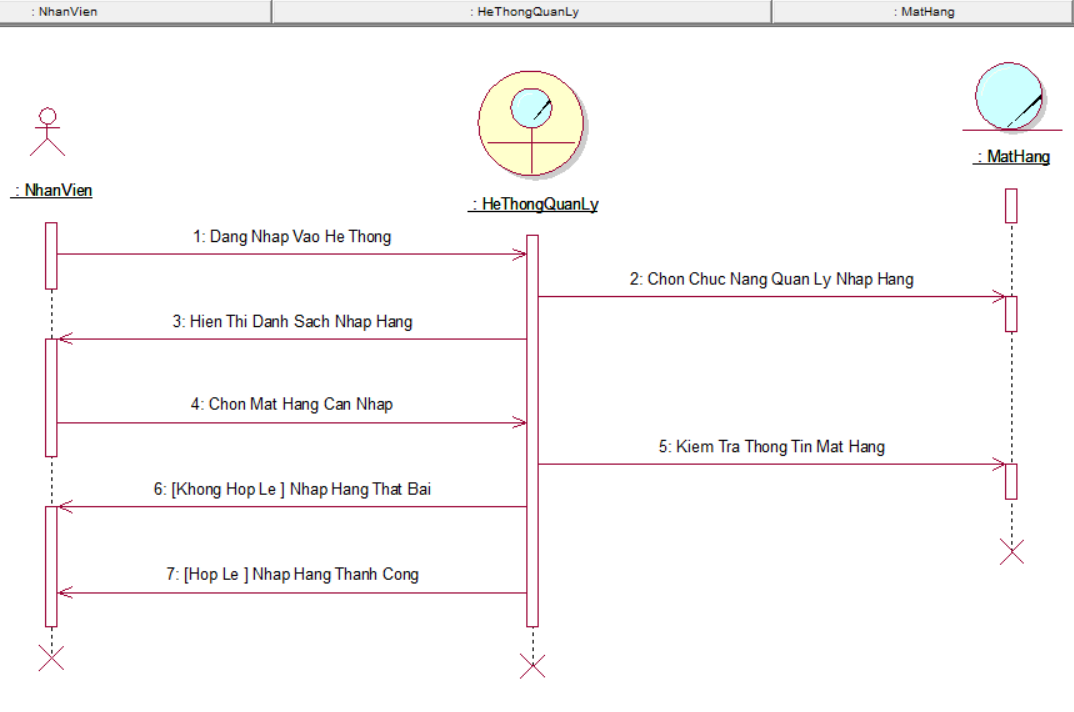 : NhanVien
: HeThongQuanLy
: MatHang
: MatHang
: NhanVien
: HeThongQuanLy
1: Dang Nhap Vao He Thong
2: Chon Chuc Nang Quan Ly Nhap Hang
3: Hien Thi Danh Sach Nhap Hang
4: Chon Mat Hang Can Nhap
5: Kiem Tra Thong Tin Mat Hang
6: [Khong Hop Le ] Nhap Hang That Bai
7: [Hop Le ] Nhap Hang Thanh Cong